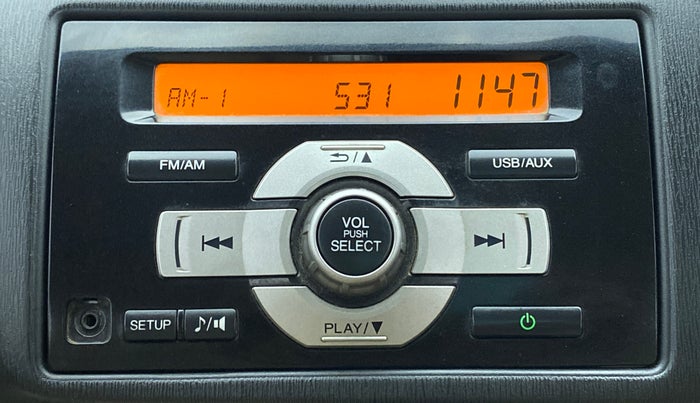 AM-1 531 1147
FM/AM USB/AUX
VOL
PUSH
SELECT
SETUP
PLAY/▼